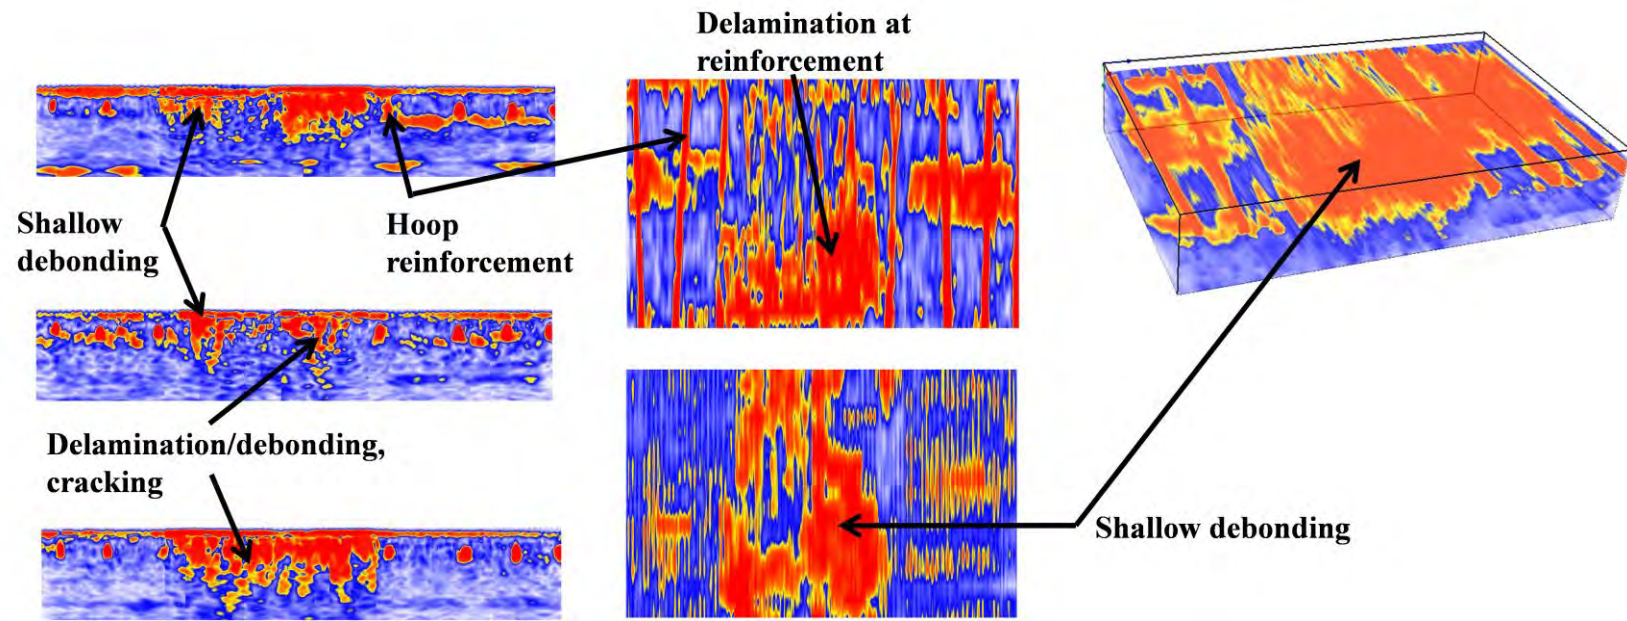 Delamination at
reinforcement
Shallow
debonding
Hoop
reinforcement
Delamination/debonding,
cracking
Shallow debonding